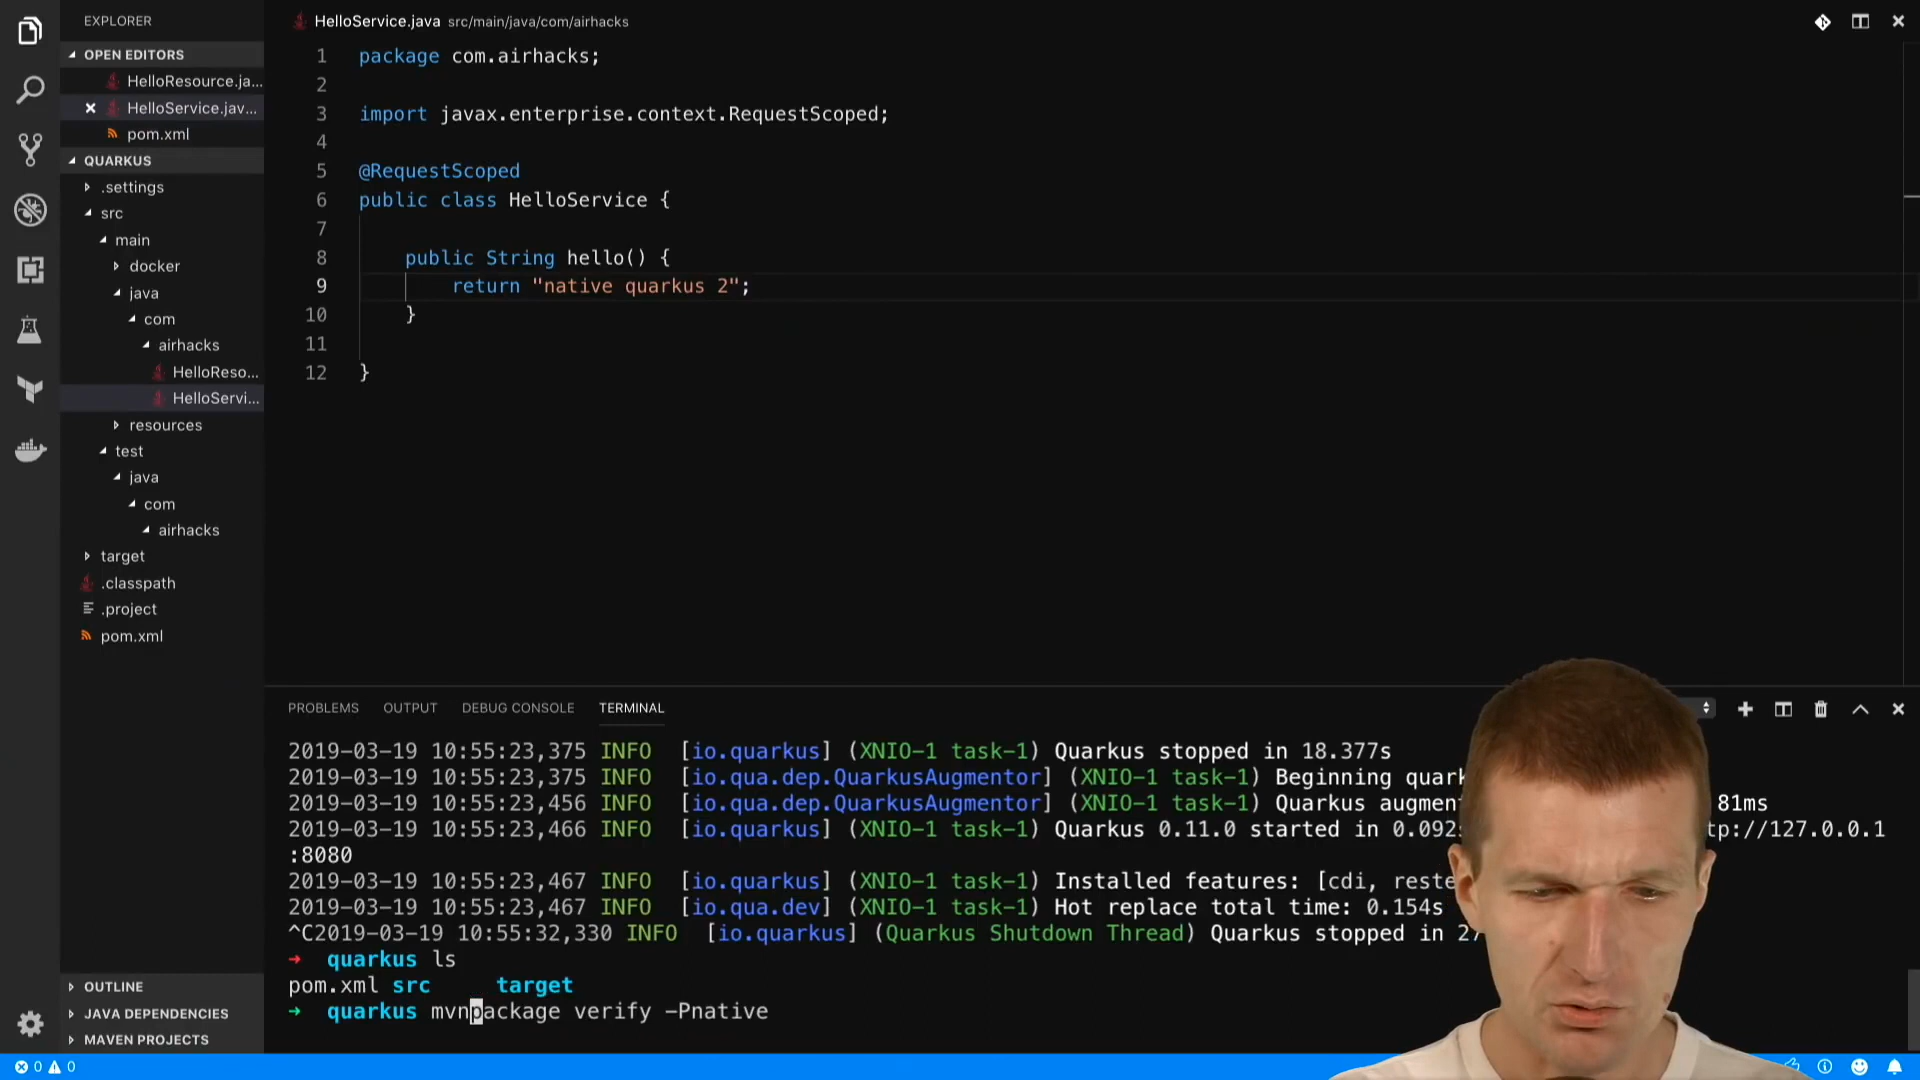 EXPLORER
OPEN EDITORS
HelloResource.ja...
HelloService.jav...
pom.xml
QUARKUS
.settings
src
main
docker
java
com
airhacks
HelloReso...
HelloServi...
resources
test
java
com
airhacks
target
.classpath
.project
pom.xml
OUTLINE
JAVA DEPENDENCIES
MAVEN PROJECTS
0 0
HelloService.java src/main/java/com/airhacks
1 package com.airhacks;
2
3 import javax.enterprise.context.RequestScoped;
4
5 @RequestScoped
6 public class HelloService {
7
8 public String hello() {
9 return "native quarkus 2";
10 }
11
12 }
PROBLEMS OUTPUT DEBUG CONSOLE TERMINAL
2019-03-19 10:55:23,375 INFO [io.quarkus] (XNIO-1 task-1) Quarkus stopped in 18.377s
2019-03-19 10:55:23,375 INFO [io.qua.dep.QuarkusAugmentor] (XNIO-1 task-1) Beginning quark
2019-03-19 10:55:23,456 INFO [io.qua.dep.QuarkusAugmentor] (XNIO-1 task-1) Quarkus augmen 81ms
2019-03-19 10:55:23,466 INFO [io.quarkus] (XNIO-1 task-1) Quarkus 0.11.0 started in 0.092 tp://127.0.0.1
:8080
2019-03-19 10:55:23,467 INFO [io.quarkus] (XNIO-1 task-1) Installed features: [cdi, reste
2019-03-19 10:55:23,467 INFO [io.qua.dev] (XNIO-1 task-1) Hot replace total time: 0.154s
^C2019-03-19 10:55:32,330 INFO [io.quarkus] (Quarkus Shutdown Thread) Quarkus stopped in 27
➜ quarkus ls
pom.xml src target
➜ quarkus mvnpackage verify -Pnative